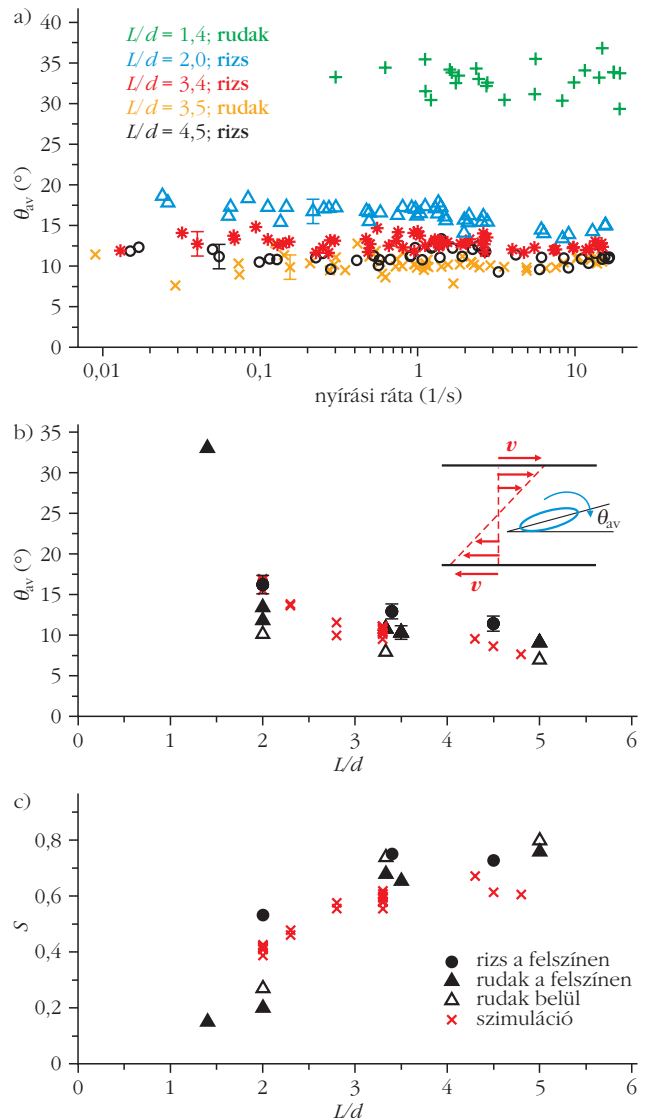 a)
40
35
30
25
20
15
10
5
0
θav (°)
L/d = 1,4; rudak
L/d = 2,0; rizs
L/d = 3,4; rizs
L/d = 3,5; rudak
L/d = 4,5; rizs
0,01 0,1 1 10
nyírási ráta (1/s)
b)
35
30
25
20
15
10
5
0
θav (°)
v
θav
v
0 1 2 3 4 5 6
L/d
c)
0,8
0,6
0,4
0,2
0
S
rizs a felszínen
rudak a felszínen
rudak belül
szimuláció
0 1 2 3 4 5 6
L/d